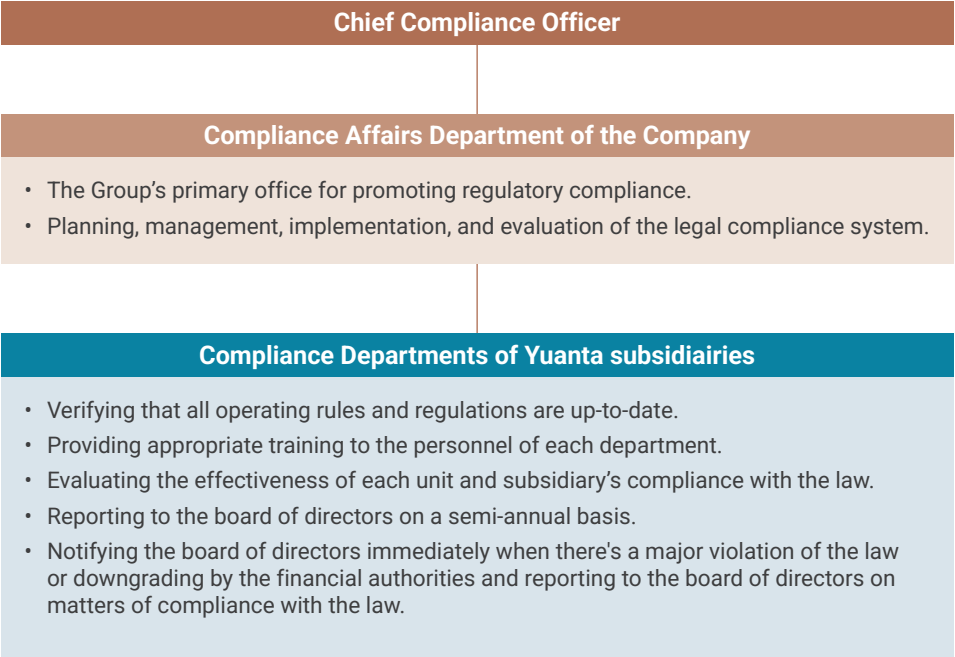 Chief Compliance Officer
Compliance Affairs Department of the Company
• The Group's primary office for promoting regulatory compliance.
• Planning, management, implementation, and evaluation of the legal compliance system.
Compliance Departments of Yuanta subsidiairies
• Verifying that all operating rules and regulations are up-to-date.
• Providing appropriate training to the personnel of each department.
• Evaluating the effectiveness of each unit and subsidiary's compliance with the law.
• Reporting to the board of directors on a semi-annual basis.
• Notifying the board of directors immediately when there's a major violation of the law
or downgrading by the financial authorities and reporting to the board of directors on
matters of compliance with the law.